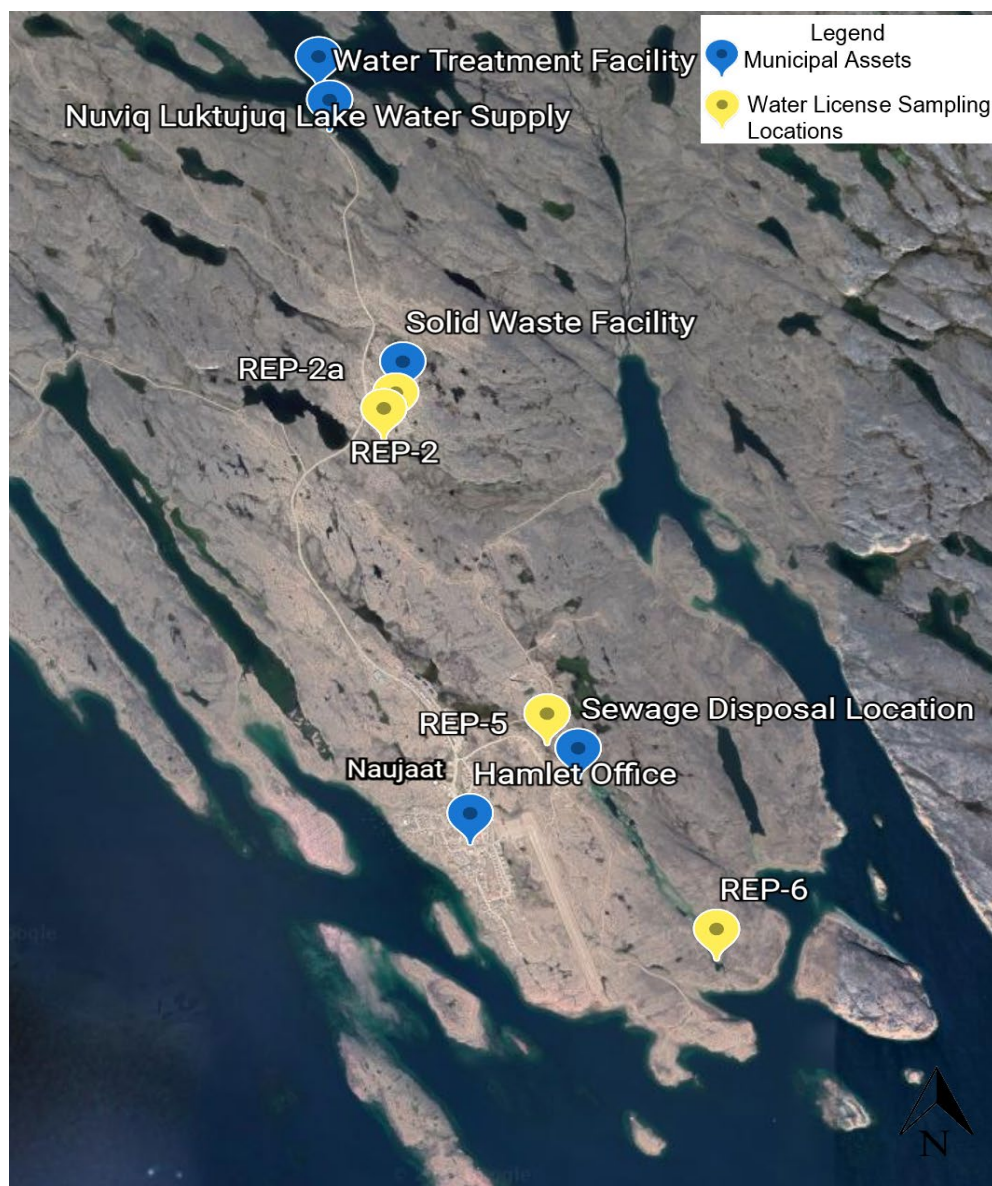 Legend
Municipal Assets
Water License Sampling
Locations
Water Treatment Facility
Nuviq Luktujuq Lake Water Supply
Solid Waste Facility
REP-2a
REP-2
Sewage Disposal Location
REP-5
Naujaat
Hamlet Office
REP-6
N